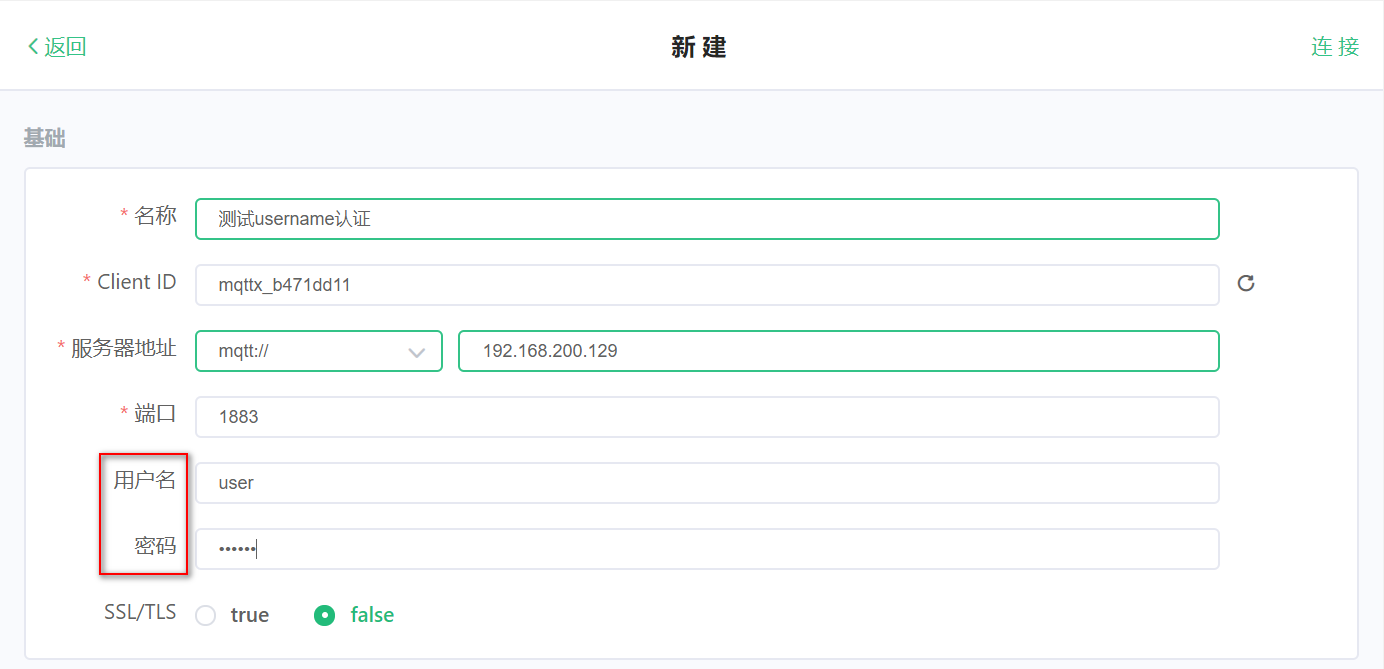 返回
新 建
连 接
基础
* 名称 测试username认证
* Client ID mqttx_b471dd11
* 服务器地址 mqtt:// 192.168.200.129
* 端口 1883
用户名 user
密码 ••••••
SSL/TLS true false